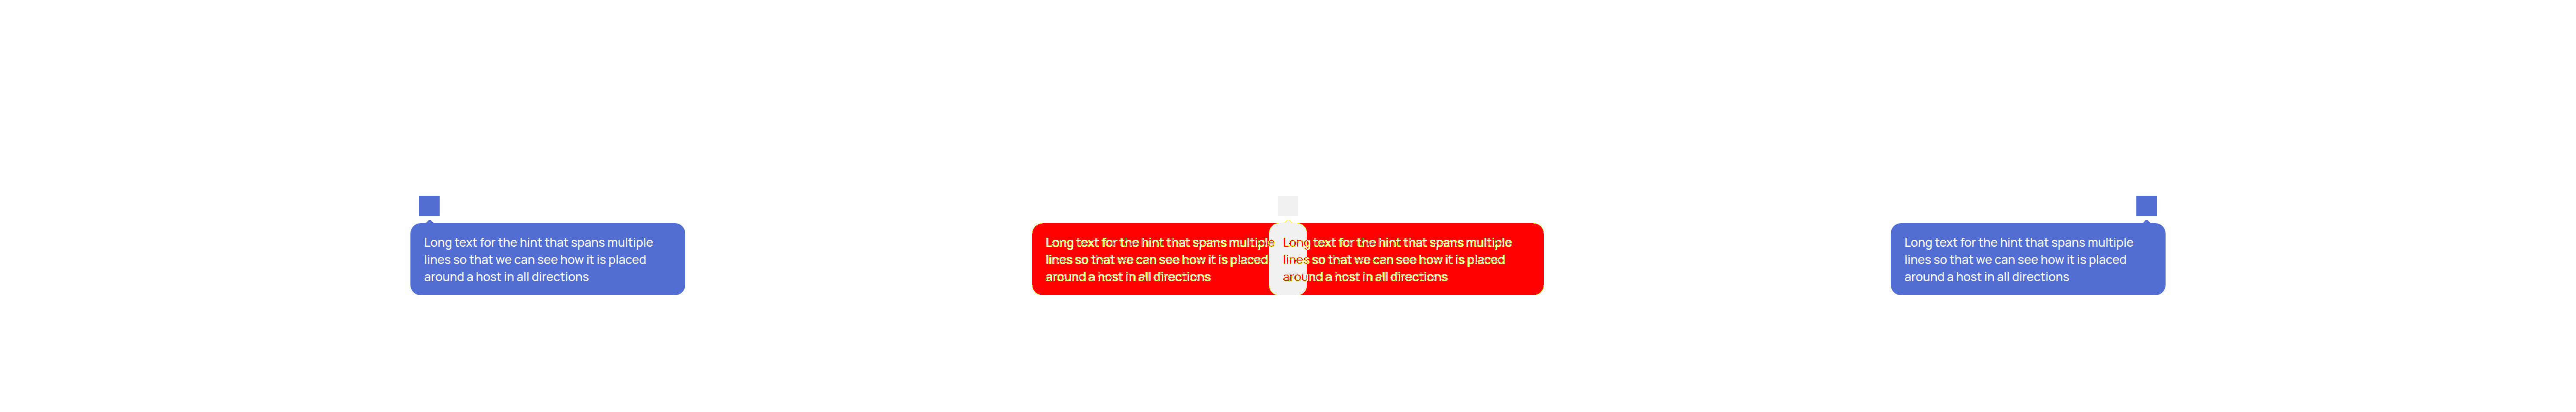 Long text for the hint that spans multiple
lines so that we can see how it is placed
around a host in all directions
Long text for the hint that spans multiple
lines so that we can see how it is placed
around a host in all directions
Long text for the hint that spans multiple
lines so that we can see how it is placed
around a host in all directions
Long text for the hint that spans multiple
lines so that we can see how it is placed
around a host in all directions